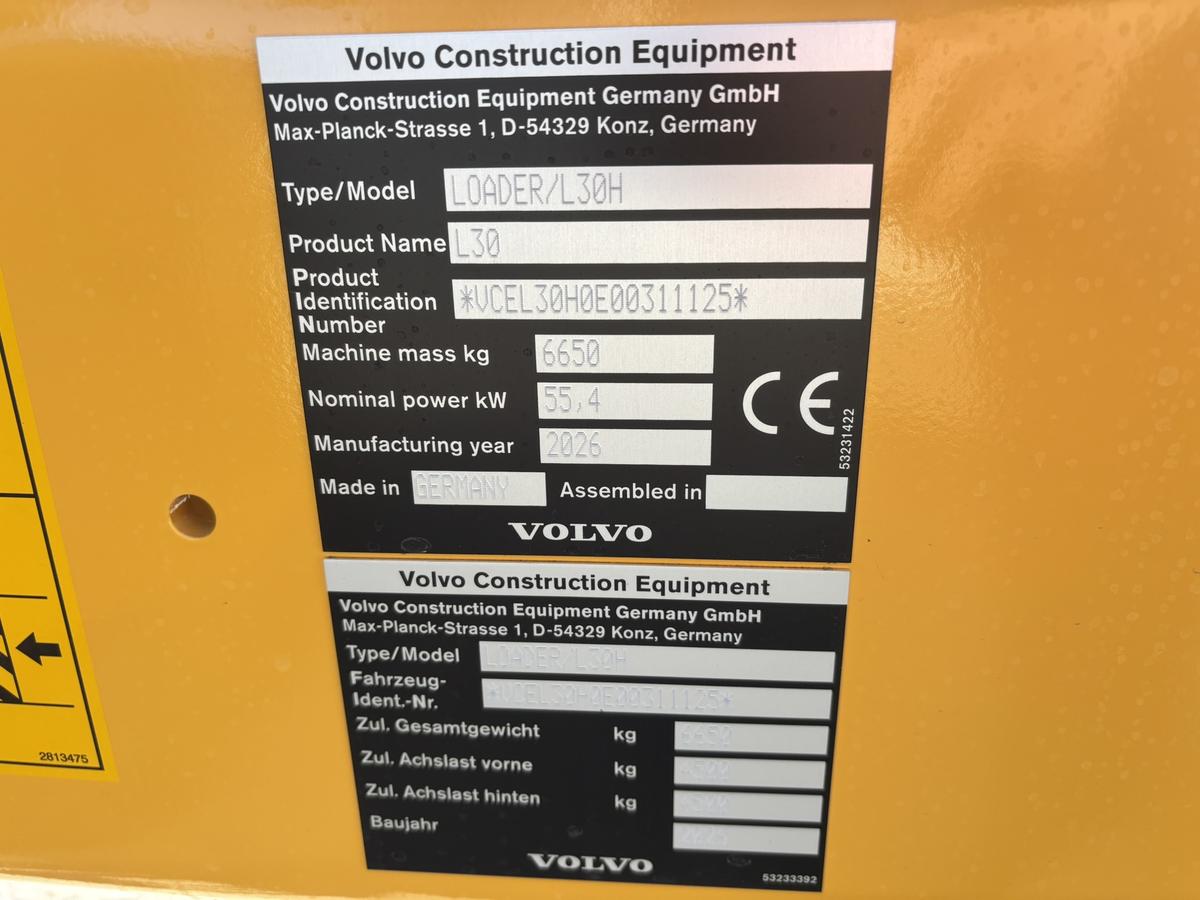 Volvo Construction Equipment
Volvo Construction Equipment Germany GmbH
Max-Planck-Strasse 1, D-54329 Konz, Germany
Type/Model LOADER/L30H
Product Name L30
Product
Identification
Number
*VCEL30H0E00311125*
Machine mass kg 6650
Nominal power kW 55,4
Manufacturing year 2026
Made in GERMANY Assembled in
CE
53231422
VOLVO
Volvo Construction Equipment
Volvo Construction Equipment Germany GmbH
Max-Planck-Strasse 1, D-54329 Konz, Germany
Type/Model LOADER/L30H
Fahrzeug-
Ident.-Nr. *VCEL30H0E00311125*
Zul. Gesamtgewicht kg 6650
Zul. Achslast vorne kg
Zul. Achslast hinten kg
Baujahr
VOLVO
53233392
2813475